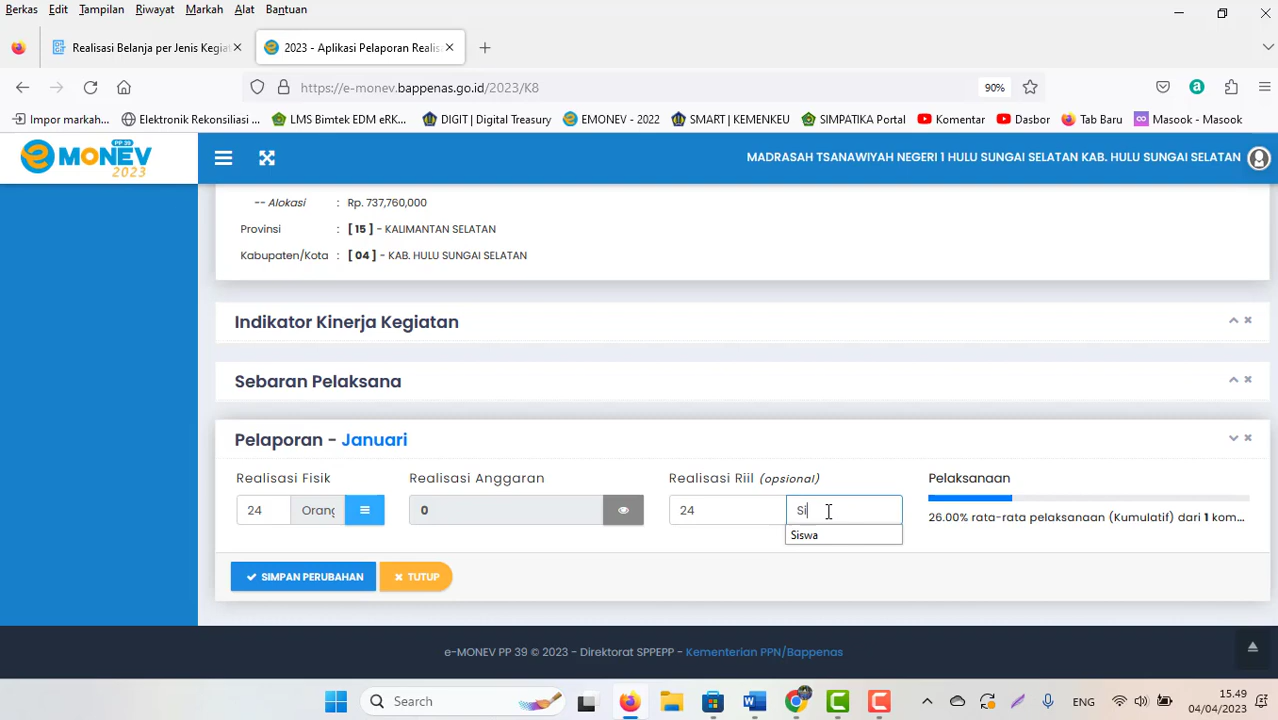 Berkas Edit Tampilan Riwayat Markah Alat Bantuan
Realisasi Belanja per Jenis Kegia
2023 - Aplikasi Pelaporan Realis
https://e-monev.bappenas.go.id/2023/K8
90%
Impor markah... Elektronik Rekonsiliasi ... LMS Bimtek EDM eRK... DIGIT | Digital Treasury EMONEV - 2022 SMART | KEMENKEU SIMPATIKA Portal Komentar Dasbor Tab Baru Masook - Masook
e MONEV PP 39 2023
MADRASAH TSANAWIYAH NEGERI 1 HULU SUNGAI SELATAN KAB. HULU SUNGAI SELATAN
-- Alokasi : Rp. 737,760,000
Provinsi : [ 15 ] - KALIMANTAN SELATAN
Kabupaten/Kota : [ 04 ] - KAB. HULU SUNGAI SELATAN
Indikator Kinerja Kegiatan
Sebaran Pelaksana
Pelaporan - Januari
Realisasi Fisik Realisasi Anggaran Realisasi Riil (opsional) Pelaksanaan
24 Orang 0 24 Si
Siswa
26.00% rata-rata pelaksanaan (Kumulatif) dari 1 kom...
SIMPAN PERUBAHAN TUTUP
e-MONEV PP 39 © 2023 - Direktorat SPPEPP - Kementerian PPN/Bappenas
Search
ENG
15.49
04/04/2023